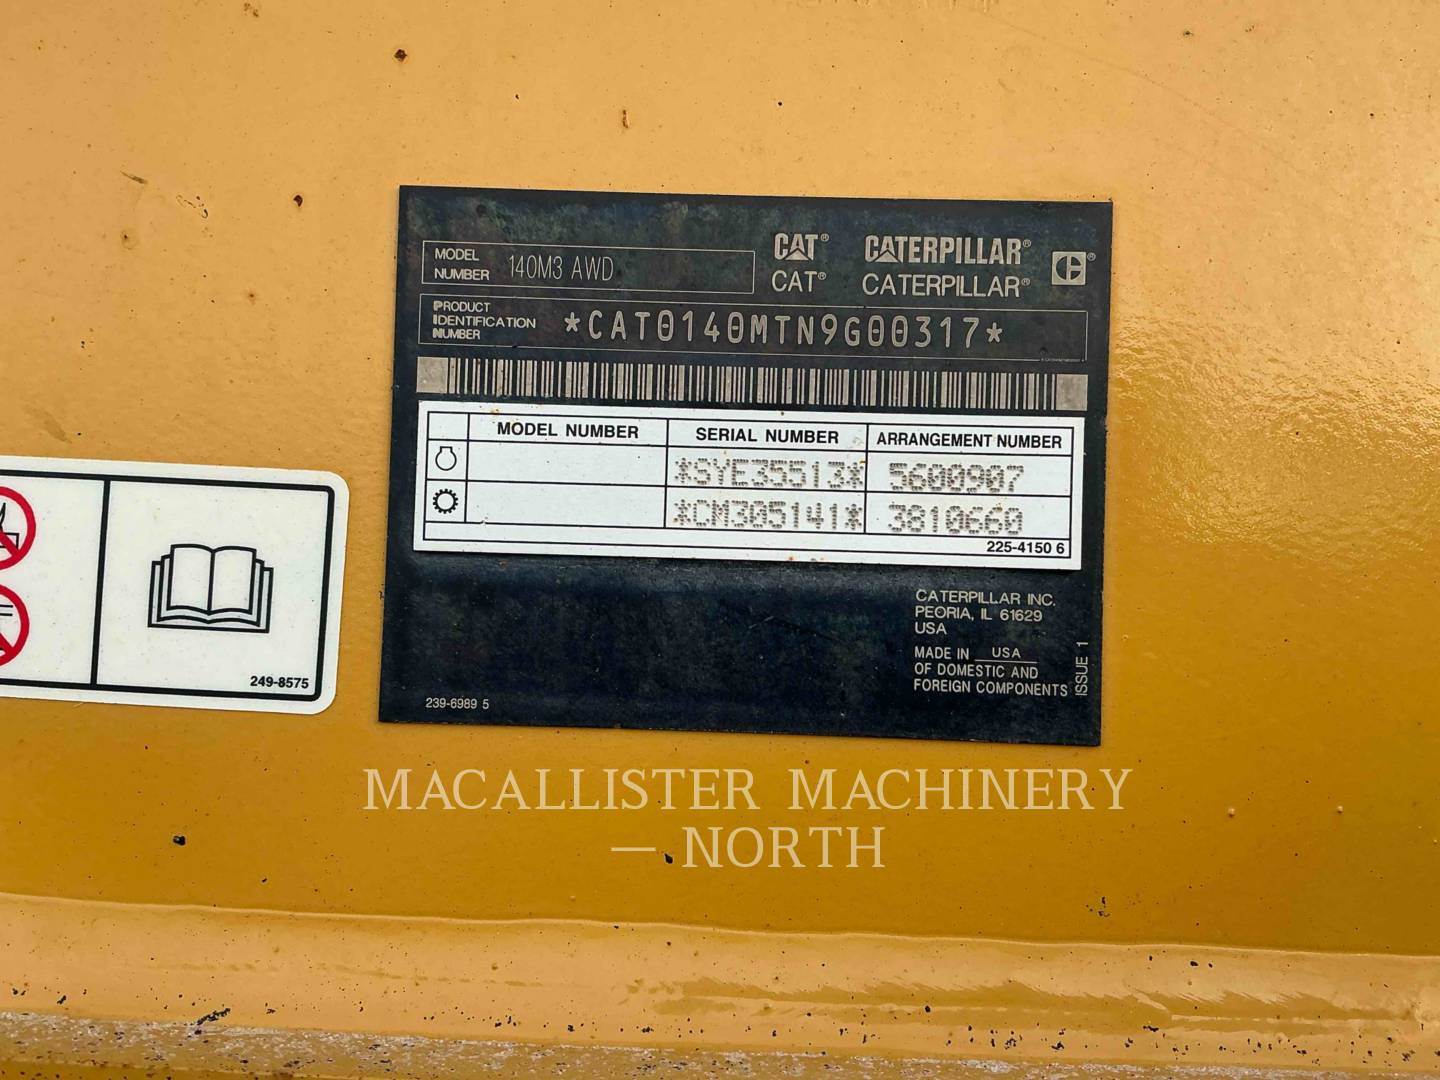 MODEL NUMBER 140M3 AWD
CAT® CATERPILLAR®
CAT® CATERPILLAR®
PRODUCT IDENTIFICATION NUMBER *CAT0140MTN9G00317*
MODEL NUMBER SERIAL NUMBER ARRANGEMENT NUMBER
*SYE35513* 5600907
*CM305141* 3810660
225-4150 6
CATERPILLAR INC.
PEORIA, IL 61629
USA
MADE IN USA
OF DOMESTIC AND
FOREIGN COMPONENTS
ISSUE 1
239-6989 5
249-8575
MACALLISTER MACHINERY
— NORTH